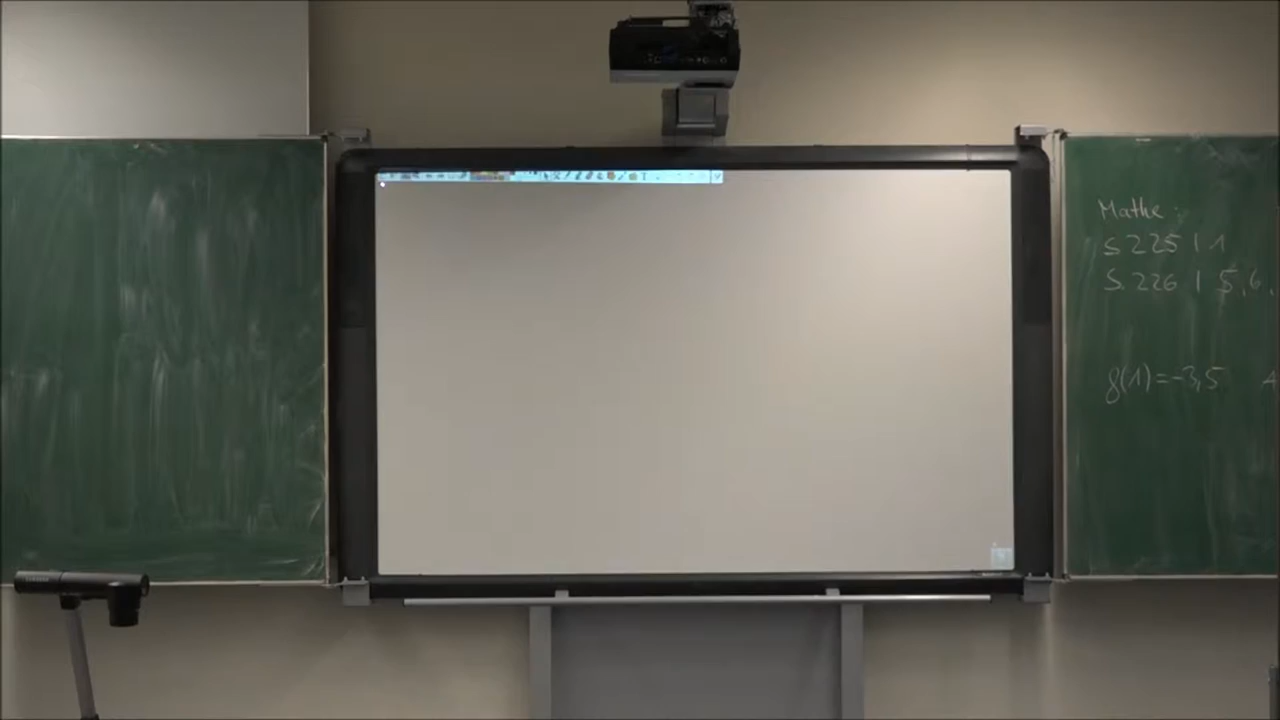 Mathe:
S. 225 | 1
S. 226 | 5, 6,
g(1) = -3,5